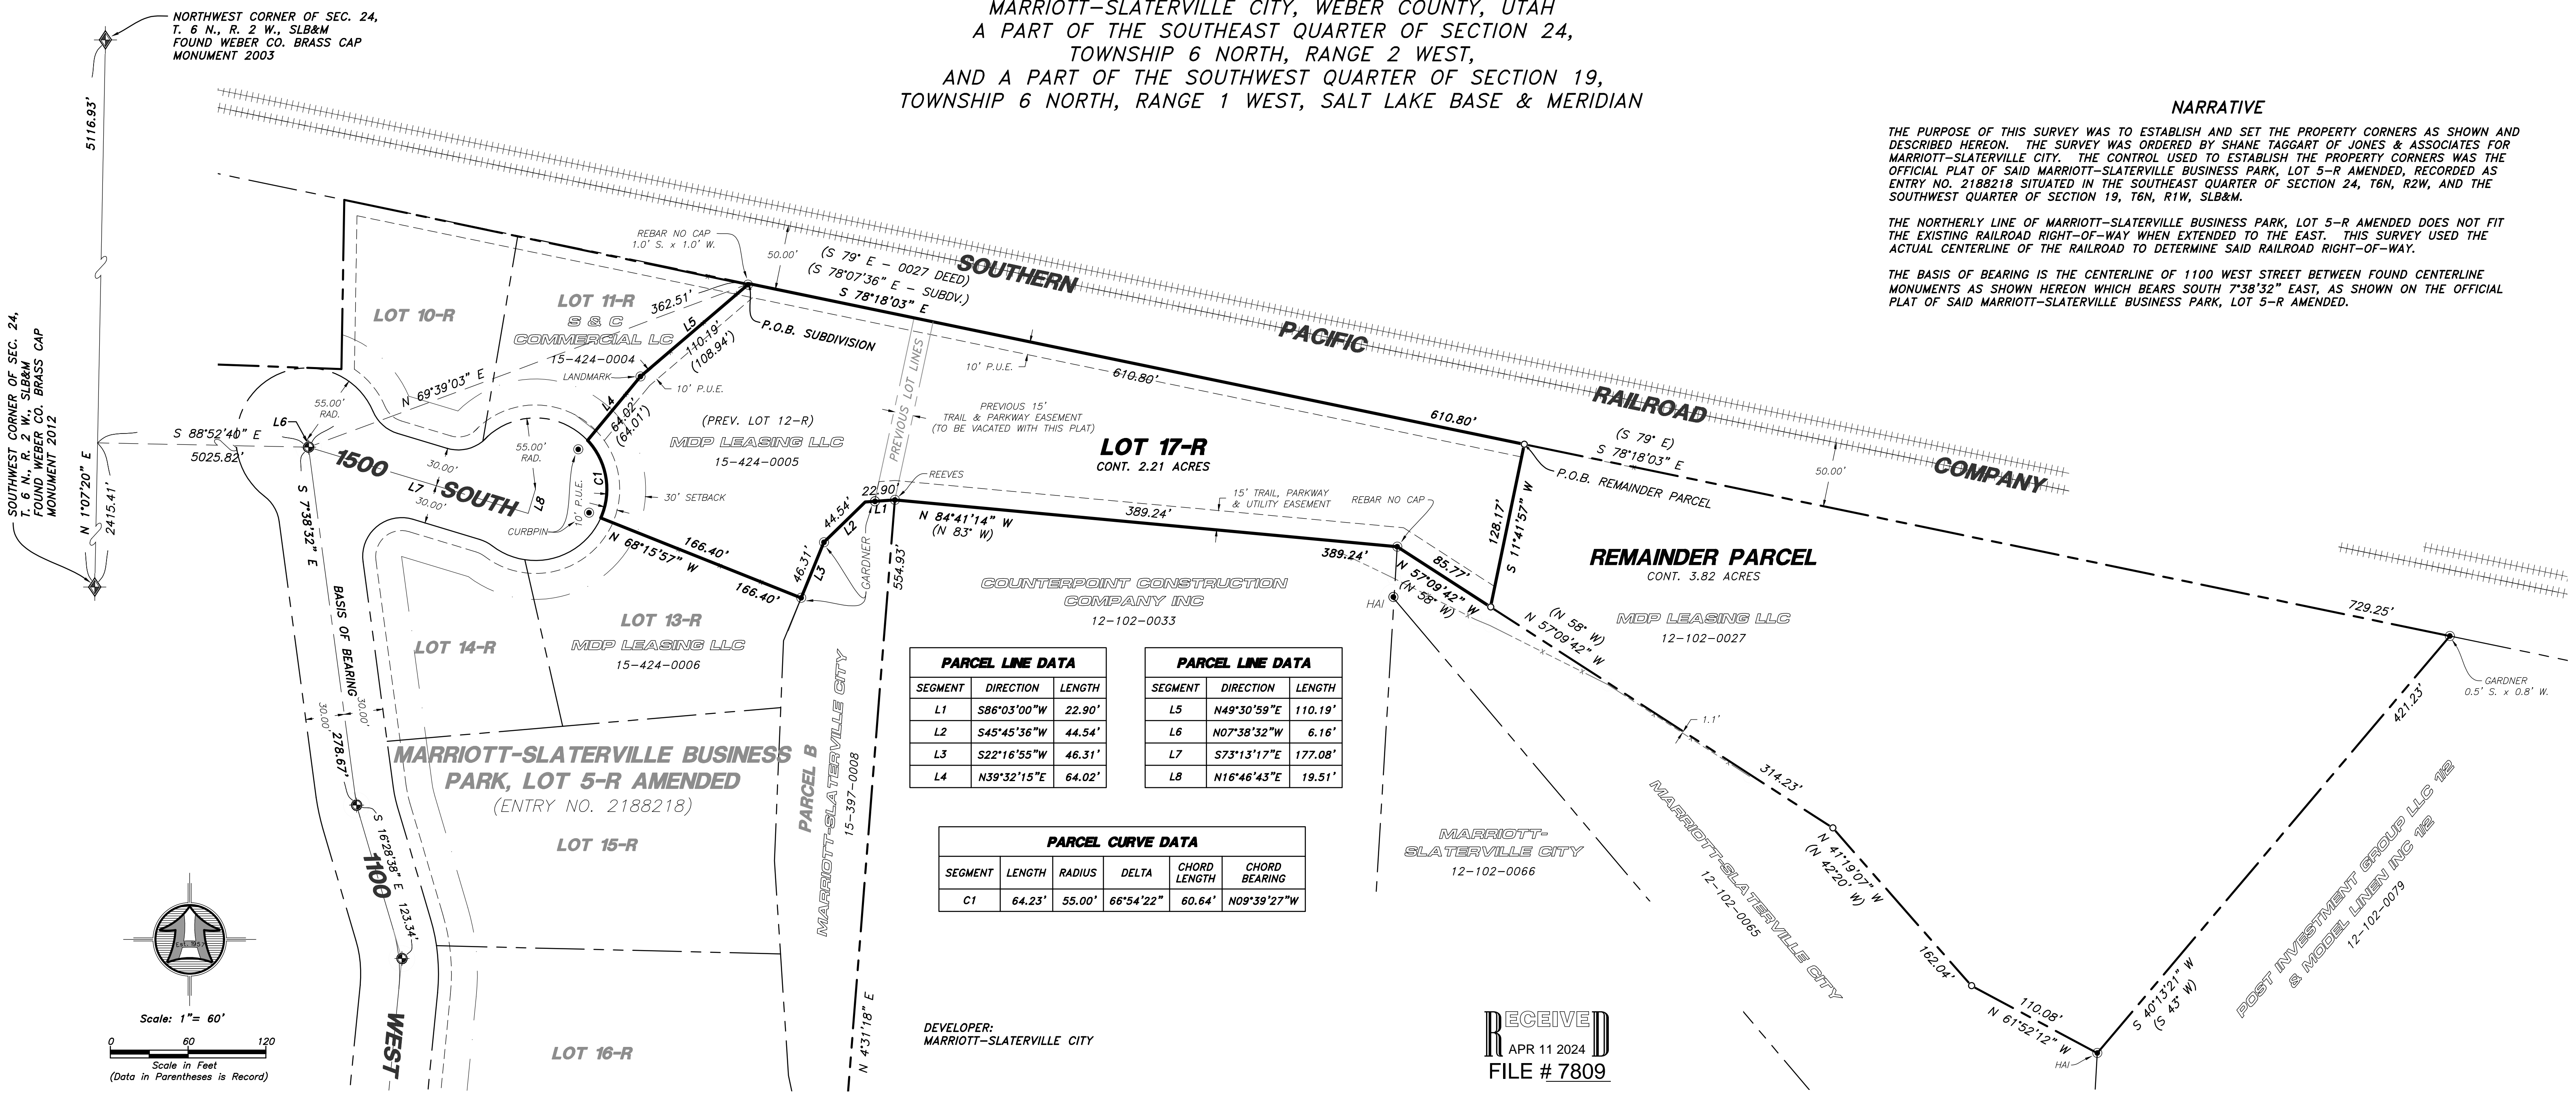 MARRIOTT-SLATERVILLE CITY, WEBER COUNTY, UTAH
A PART OF THE SOUTHEAST QUARTER OF SECTION 24,
TOWNSHIP 6 NORTH, RANGE 2 WEST,
AND A PART OF THE SOUTHWEST QUARTER OF SECTION 19,
TOWNSHIP 6 NORTH, RANGE 1 WEST, SALT LAKE BASE & MERIDIAN
NORTHWEST CORNER OF SEC. 24,
T. 6 N., R. 2 W., SLB&M
FOUND WEBER CO. BRASS CAP
MONUMENT 2003
5116.93'
SOUTHWEST CORNER OF SEC. 24,
T. 6 N., R. 2 W., SLB&M
FOUND WEBER CO. BRASS CAP
MONUMENT 2012
N 1°07'20" E
2415.41'
S 88°52'40" E
5025.82'
NARRATIVE
THE PURPOSE OF THIS SURVEY WAS TO ESTABLISH AND SET THE PROPERTY CORNERS AS SHOWN AND
DESCRIBED HEREON. THE SURVEY WAS ORDERED BY SHANE TAGGART OF JONES & ASSOCIATES FOR
MARRIOTT-SLATERVILLE CITY. THE CONTROL USED TO ESTABLISH THE PROPERTY CORNERS WAS THE
OFFICIAL PLAT OF SAID MARRIOTT-SLATERVILLE BUSINESS PARK, LOT 5-R AMENDED, RECORDED AS
ENTRY NO. 2188218 SITUATED IN THE SOUTHEAST QUARTER OF SECTION 24, T6N, R2W, AND THE
SOUTHWEST QUARTER OF SECTION 19, T6N, R1W, SLB&M.
THE NORTHERLY LINE OF MARRIOTT-SLATERVILLE BUSINESS PARK, LOT 5-R AMENDED DOES NOT FIT
THE EXISTING RAILROAD RIGHT-OF-WAY WHEN EXTENDED TO THE EAST. THIS SURVEY USED THE
ACTUAL CENTERLINE OF THE RAILROAD TO DETERMINE SAID RAILROAD RIGHT-OF-WAY.
THE BASIS OF BEARING IS THE CENTERLINE OF 1100 WEST STREET BETWEEN FOUND CENTERLINE
MONUMENTS AS SHOWN HEREON WHICH BEARS SOUTH 7°38'32" EAST, AS SHOWN ON THE OFFICIAL
PLAT OF SAID MARRIOTT-SLATERVILLE BUSINESS PARK, LOT 5-R AMENDED.
REBAR NO CAP
1.0' S. x 1.0' W.
50.00'
(S 79° E - 0027 DEED)
(S 78°07'36" E - SUBDV.)
S 78°18'03" E
SOUTHERN
PACIFIC
RAILROAD
COMPANY
LOT 10-R
LOT 11-R
S & C
COMMERCIAL LC
15-424-0004
LANDMARK
362.51'
N 69°39'03" E
L5
110.19'
(108.94')
P.O.B. SUBDIVISION
10' P.U.E.
L4
64.02'
(64.01')
55.00'
RAD.
L6
55.00'
RAD.
1500
SOUTH
30.00'
L7
30.00'
L8
C1
10' P.U.E.
CURBPIN
30' SETBACK
(PREV. LOT 12-R)
MDP LEASING LLC
15-424-0005
PREVIOUS LOT LINES
PREVIOUS 15'
TRAIL & PARKWAY EASEMENT
(TO BE VACATED WITH THIS PLAT)
10' P.U.E.
610.80'
LOT 17-R
CONT. 2.21 ACRES
REEVES
22.90'
L1
44.54'
L2
46.31'
L3
GARDNER
554.93'
N 84°41'14" W
(N 83° W)
389.24'
15' TRAIL, PARKWAY
& UTILITY EASEMENT
REBAR NO CAP
389.24'
85.77'
N 57°09'42" W
(N 58° W)
HAI
128.17'
S 11°41'57" W
610.80'
(S 79° E)
S 78°18'03" E
P.O.B. REMAINDER PARCEL
50.00'
REMAINDER PARCEL
CONT. 3.82 ACRES
MDP LEASING LLC
12-102-0027
729.25'
GARDNER
0.5' S. x 0.8' W.
421.23'
(N 58° W)
N 57°09'42" W
1.1'
314.23'
N 41°19'07" W
(N 42°20' W)
162.04'
110.08'
N 61°52'12" W
HAI
S 40°13'21" W
(S 43° W)
POST INVESTMENT GROUP LLC 1/2
& MODEL LINEN INC 1/2
12-102-0079
MARRIOTT-SLATERVILLE CITY
12-102-0065
MARRIOTT-
SLATERVILLE CITY
12-102-0066
COUNTERPOINT CONSTRUCTION
COMPANY INC
12-102-0033
N 68°15'57" W
166.40'
166.40'
S 7°38'32" E
BASIS OF BEARING
30.00'
30.00'
278.67'
S 16°28'38" E
123.34'
1100
WEST
LOT 14-R
LOT 13-R
MDP LEASING LLC
15-424-0006
MARRIOTT-SLATERVILLE BUSINESS
PARK, LOT 5-R AMENDED
(ENTRY NO. 2188218)
LOT 15-R
LOT 16-R
PARCEL B
MARRIOTT-SLATERVILLE CITY
15-397-0008
N 4°31'18" E
PARCEL LINE DATA
SEGMENT DIRECTION LENGTH
L1 S86°03'00"W 22.90'
L2 S45°45'36"W 44.54'
L3 S22°16'55"W 46.31'
L4 N39°32'15"E 64.02'
PARCEL LINE DATA
SEGMENT DIRECTION LENGTH
L5 N49°30'59"E 110.19'
L6 N07°38'32"W 6.16'
L7 S73°13'17"E 177.08'
L8 N16°46'43"E 19.51'
PARCEL CURVE DATA
SEGMENT LENGTH RADIUS DELTA CHORD LENGTH CHORD BEARING
C1 64.23' 55.00' 66°54'22" 60.64' N09°39'27"W
Est. 1957
Scale: 1"= 60'
0 60 120
Scale in Feet
(Data in Parentheses is Record)
DEVELOPER:
MARRIOTT-SLATERVILLE CITY
RECEIVED
APR 11 2024
FILE # 7809